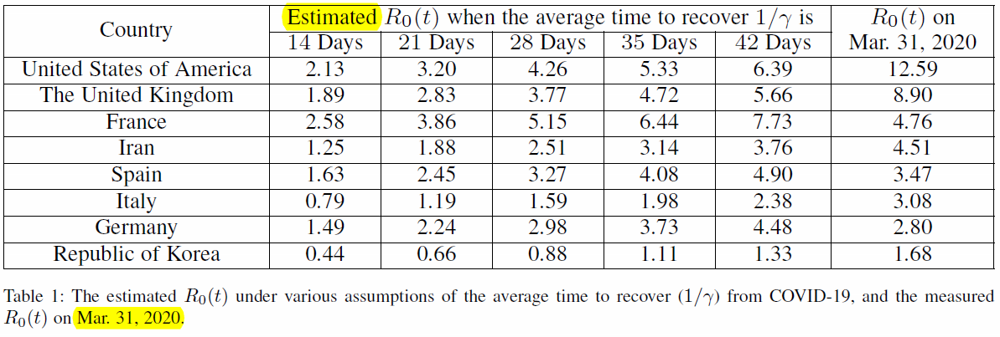 Country Estimated R₀(t) when the average time to recover 1/γ is R₀(t) on
14 Days 21 Days 28 Days 35 Days 42 Days Mar. 31, 2020
United States of America 2.13 3.20 4.26 5.33 6.39 12.59
The United Kingdom 1.89 2.83 3.77 4.72 5.66 8.90
France 2.58 3.86 5.15 6.44 7.73 4.76
Iran 1.25 1.88 2.51 3.14 3.76 4.51
Spain 1.63 2.45 3.27 4.08 4.90 3.47
Italy 0.79 1.19 1.59 1.98 2.38 3.08
Germany 1.49 2.24 2.98 3.73 4.48 2.80
Republic of Korea 0.44 0.66 0.88 1.11 1.33 1.68
Table 1: The estimated R₀(t) under various assumptions of the average time to recover (1/γ) from COVID-19, and the measured
R₀(t) on Mar. 31, 2020.